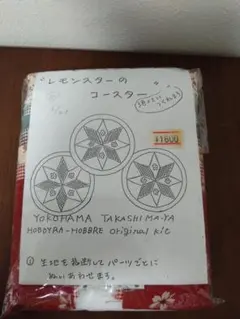 "レモンスターの
コースター"
¥1600
YOKOHAMA TAKASHIMA-YA
HOBBYRA-HOBBRE original kit
① 生地を裁断してパーツごとに
ぬいあわせます。